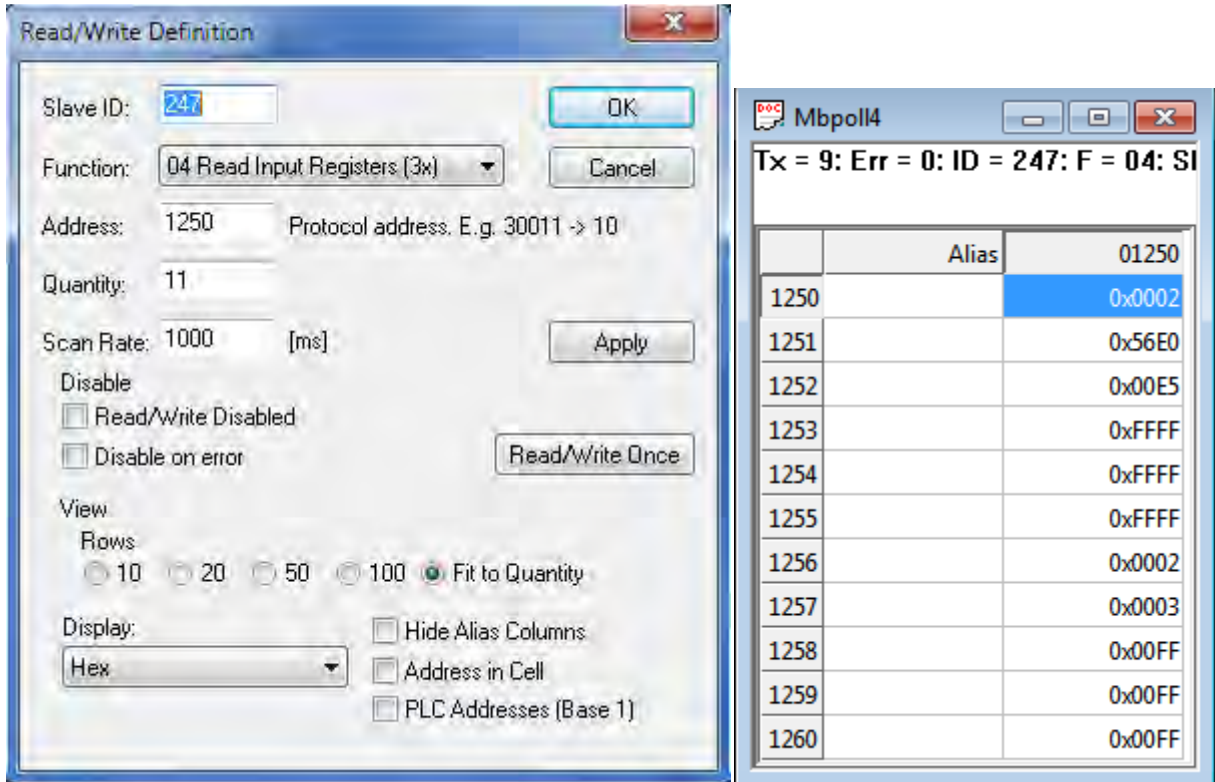 Read/Write Definition
Slave ID: 247 OK
Function: 04 Read Input Registers (3x) Cancel
Address: 1250 Protocol address. E.g. 30011 -> 10
Quantity: 11
Scan Rate: 1000 [ms] Apply
Disable
Read/Write Disabled
Disable on error Read/Write Once
View
Rows
10 20 50 100 Fit to Quantity
Display: Hide Alias Columns
Hex Address in Cell
PLC Addresses (Base 1)
DOC Mbpoll4
Tx = 9: Err = 0: ID = 247: F = 04:
Alias 01250
1250 0x0002
1251 0x56E0
1252 0x00E5
1253 0xFFFF
1254 0xFFFF
1255 0xFFFF
1256 0x0002
1257 0x0003
1258 0x00FF
1259 0x00FF
1260 0x00FF